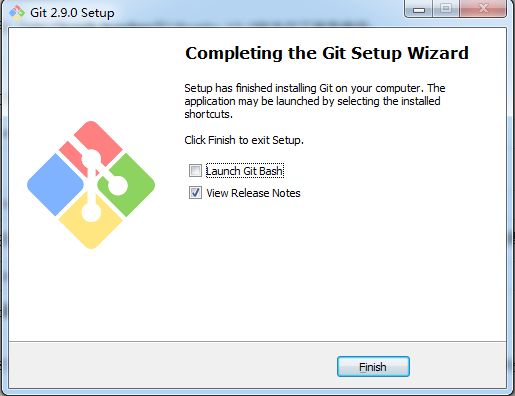 Git 2.9.0 Setup
Completing the Git Setup Wizard
Setup has finished installing Git on your computer. The
application may be launched by selecting the installed
shortcuts.
Click Finish to exit Setup.
Launch Git Bash
View Release Notes
Finish